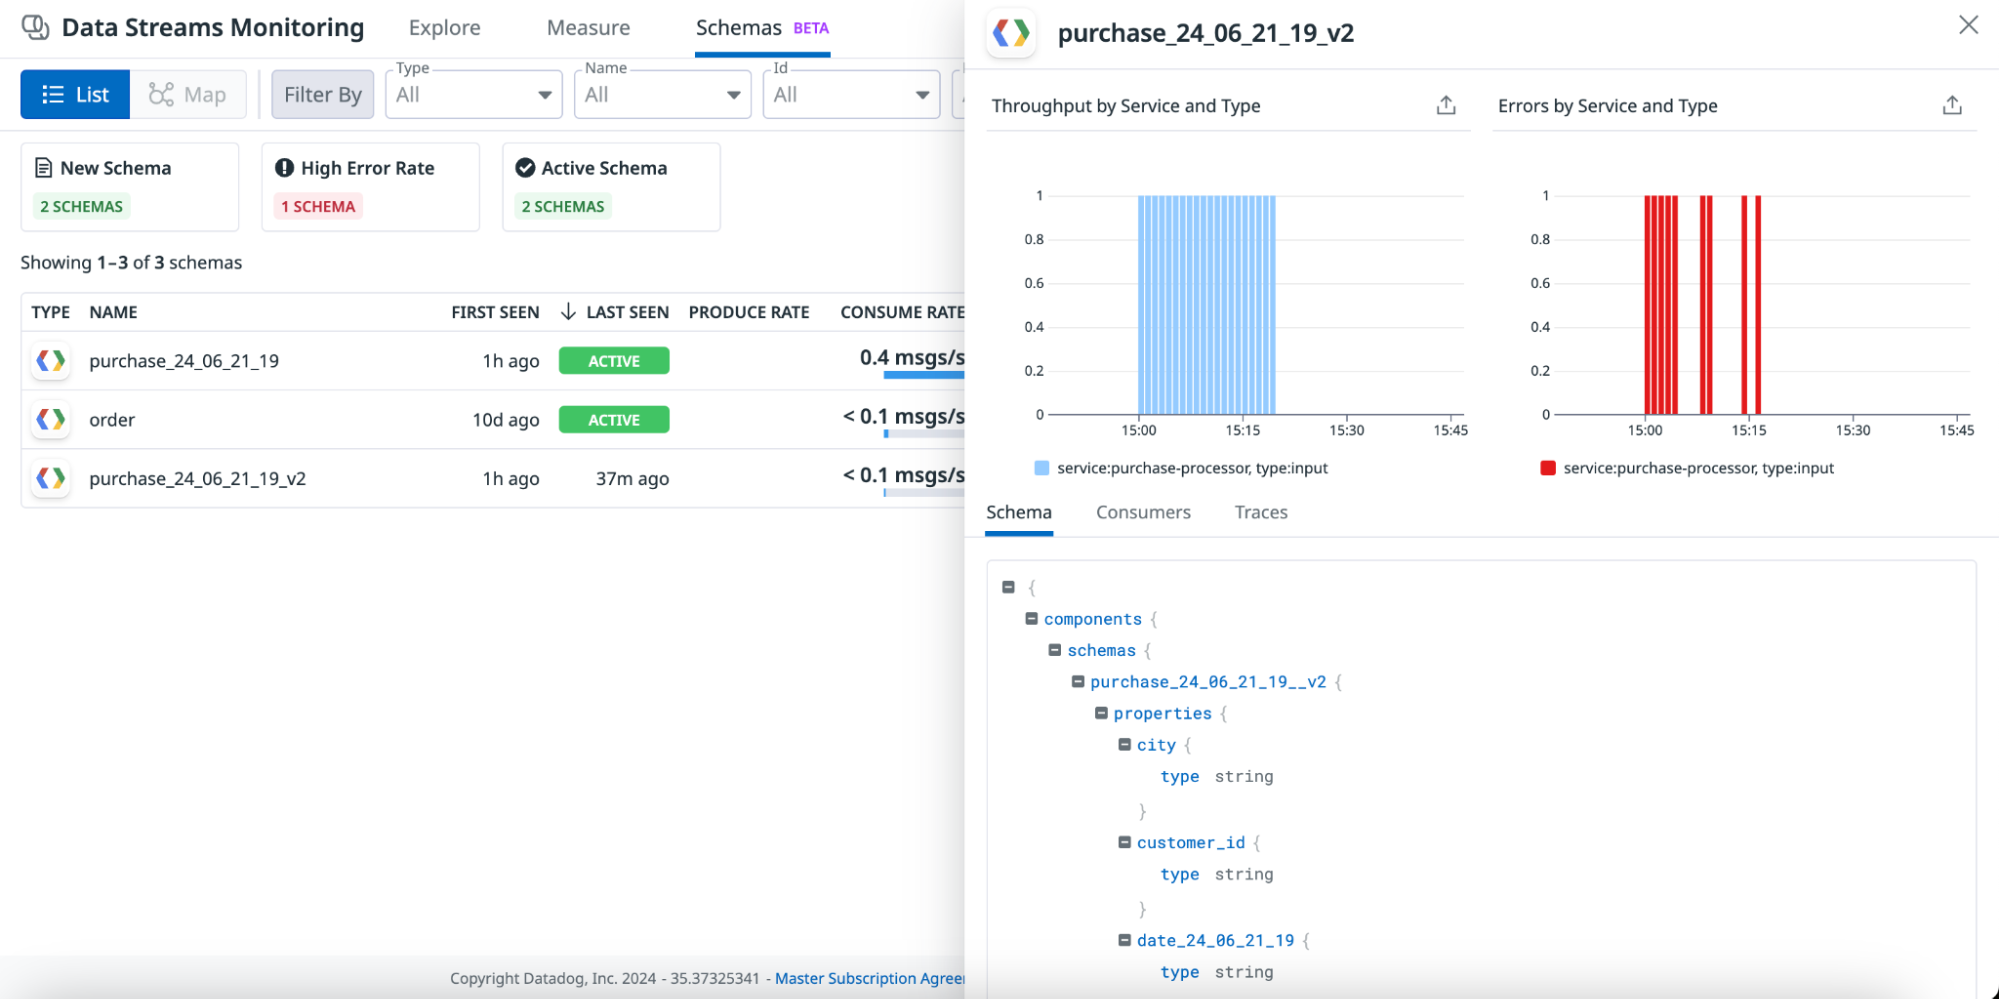 Data Streams Monitoring
Explore
Measure
Schemas BETA
List
Map
Filter By
Type
All
Name
All
Id
All
New Schema
2 SCHEMAS
High Error Rate
1 SCHEMA
Active Schema
2 SCHEMAS
Showing 1–3 of 3 schemas
TYPE NAME FIRST SEEN ↓ LAST SEEN PRODUCE RATE CONSUME RATE
purchase_24_06_21_19 1h ago ACTIVE 0.4 msgs/s
order 10d ago ACTIVE < 0.1 msgs/s
purchase_24_06_21_19_v2 1h ago 37m ago < 0.1 msgs/s
Copyright Datadog, Inc. 2024 - 35.37325341 - Master Subscription Agreer
purchase_24_06_21_19_v2
Throughput by Service and Type
1
0.8
0.6
0.4
0.2
0
15:00 15:15 15:30 15:45
service:purchase-processor, type:input
Errors by Service and Type
1
0.8
0.6
0.4
0.2
0
15:00 15:15 15:30 15:45
service:purchase-processor, type:input
Schema
Consumers
Traces
{
components {
schemas {
purchase_24_06_21_19__v2 {
properties {
city {
type string
}
customer_id {
type string
}
date_24_06_21_19 {
type string